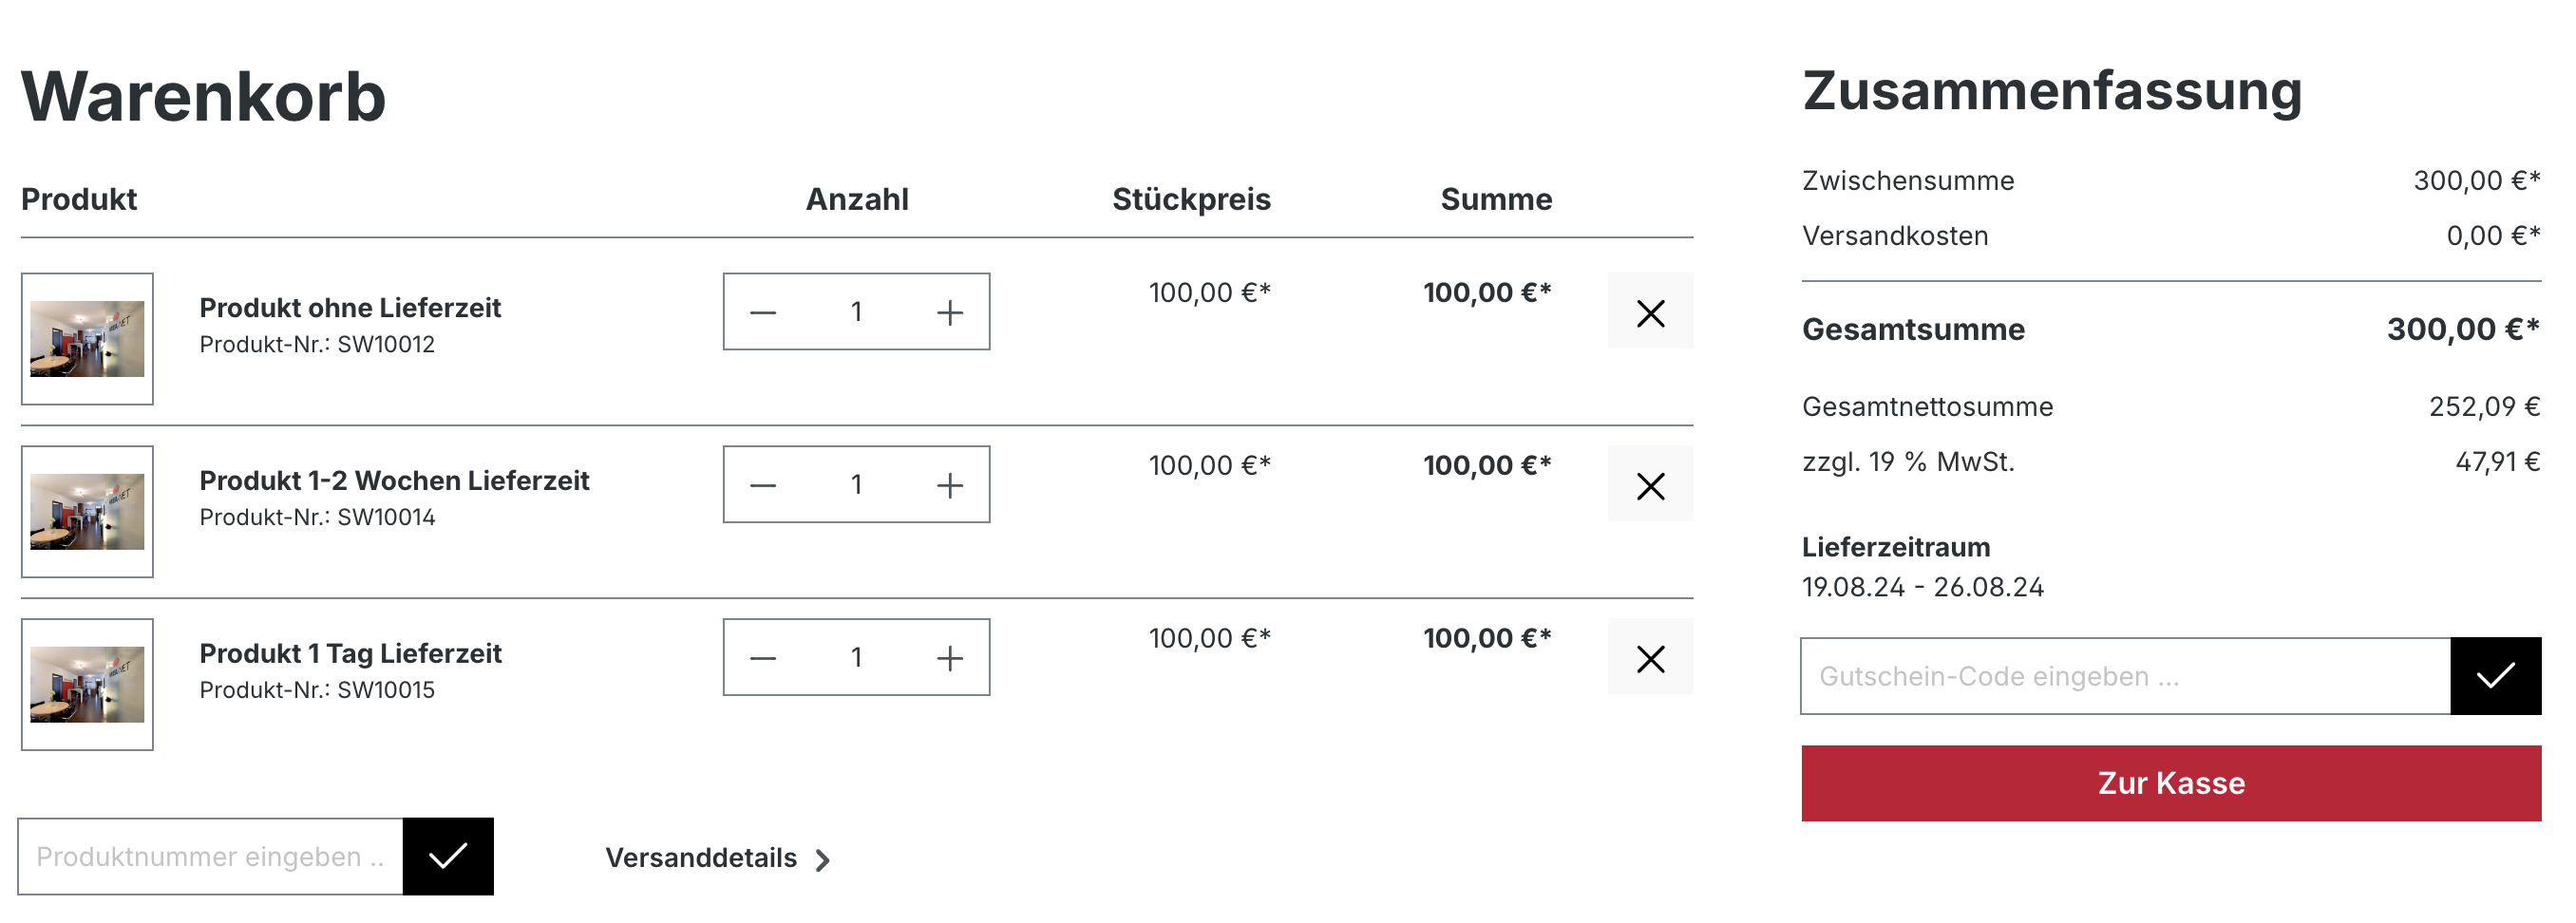 Warenkorb
Produkt Anzahl Stückpreis Summe
Produkt ohne Lieferzeit
Produkt-Nr.: SW10012
1
100,00 €*
100,00 €*
Produkt 1-2 Wochen Lieferzeit
Produkt-Nr.: SW10014
1
100,00 €*
100,00 €*
Produkt 1 Tag Lieferzeit
Produkt-Nr.: SW10015
1
100,00 €*
100,00 €*
Produktnummer eingeben ..
Versanddetails
Zusammenfassung
Zwischensumme 300,00 €*
Versandkosten 0,00 €*
Gesamtsumme 300,00 €*
Gesamtnettosumme 252,09 €
zzgl. 19 % MwSt. 47,91 €
Lieferzeitraum
19.08.24 - 26.08.24
Gutschein-Code eingeben ...
Zur Kasse